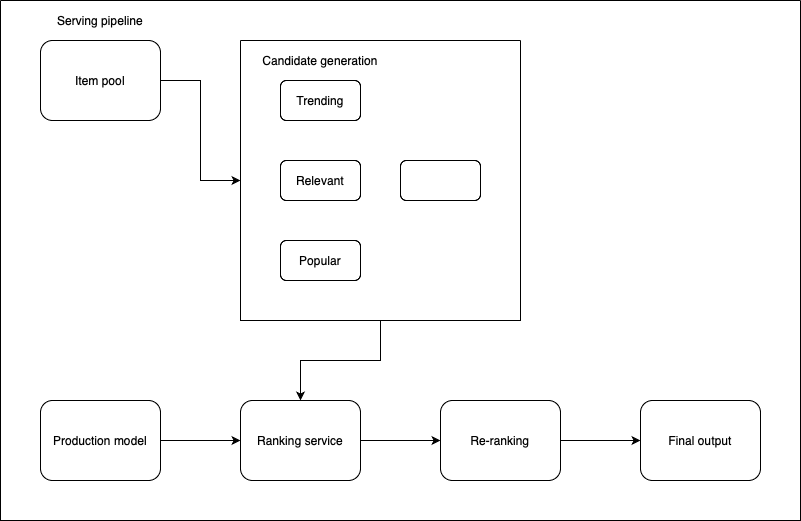 Serving pipeline
Item pool
Candidate generation
Trending
Relevant
Popular
Production model
Ranking service
Re-ranking
Final output